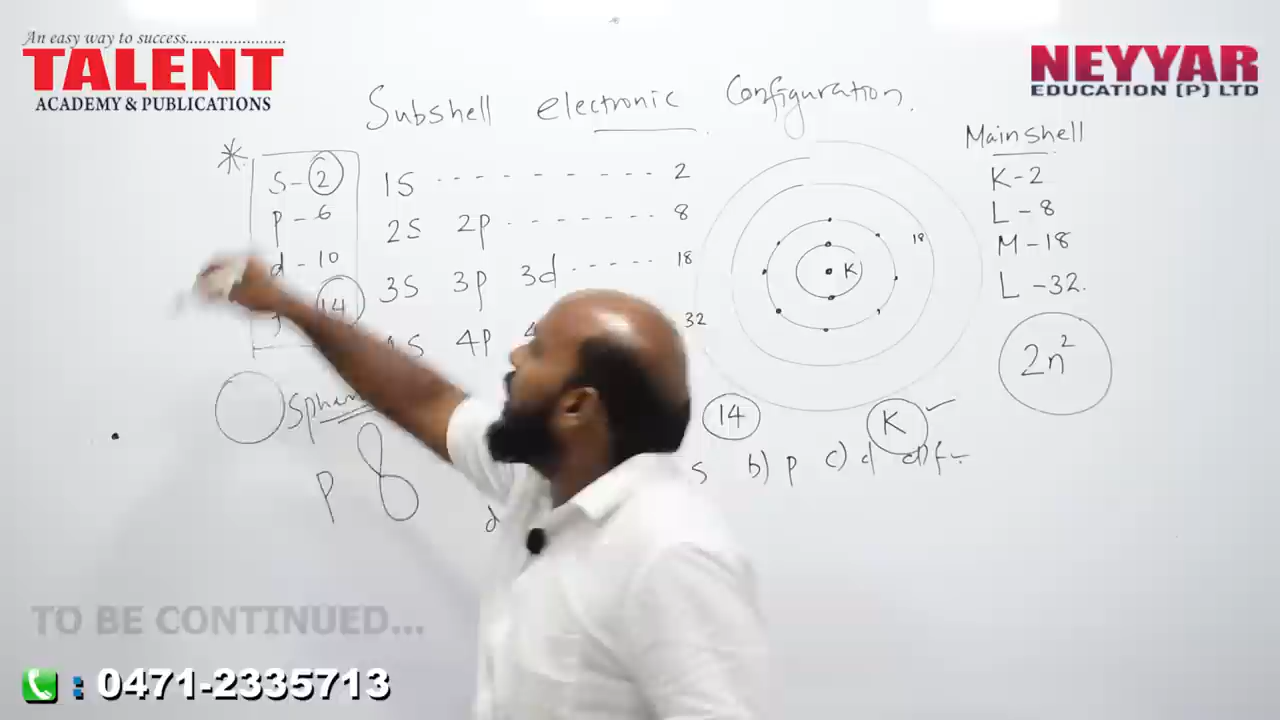 An easy way to success......................
TALENT
ACADEMY & PUBLICATIONS
NEYYAR
EDUCATION (P) LTD
Subshell electronic Configuration.
* S-2
p-6
d-10
14
1S - - - - - - - - - - 2
2S 2p - - - - - - - 8
3S 3p 3d - - - - - 18
4p
32
K
18
Main shell
K-2
L-8
M-18
L-32.
2n²
p
d
14
K ✓
s b) p c) d d) f
TO BE CONTINUED...
: 0471-2335713